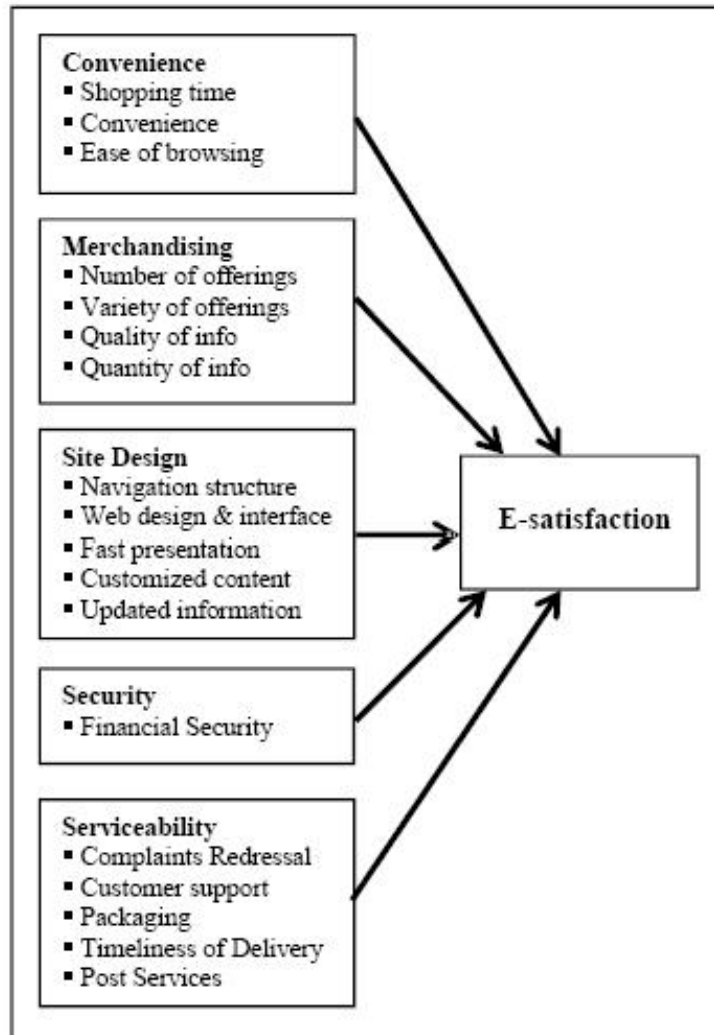 Convenience
▪ Shopping time
▪ Convenience
▪ Ease of browsing
Merchandising
▪ Number of offerings
▪ Variety of offerings
▪ Quality of info
▪ Quantity of info
Site Design
▪ Navigation structure
▪ Web design & interface
▪ Fast presentation
▪ Customized content
▪ Updated information
E-satisfaction
Security
▪ Financial Security
Serviceability
▪ Complaints Redressal
▪ Customer support
▪ Packaging
▪ Timeliness of Delivery
▪ Post Services